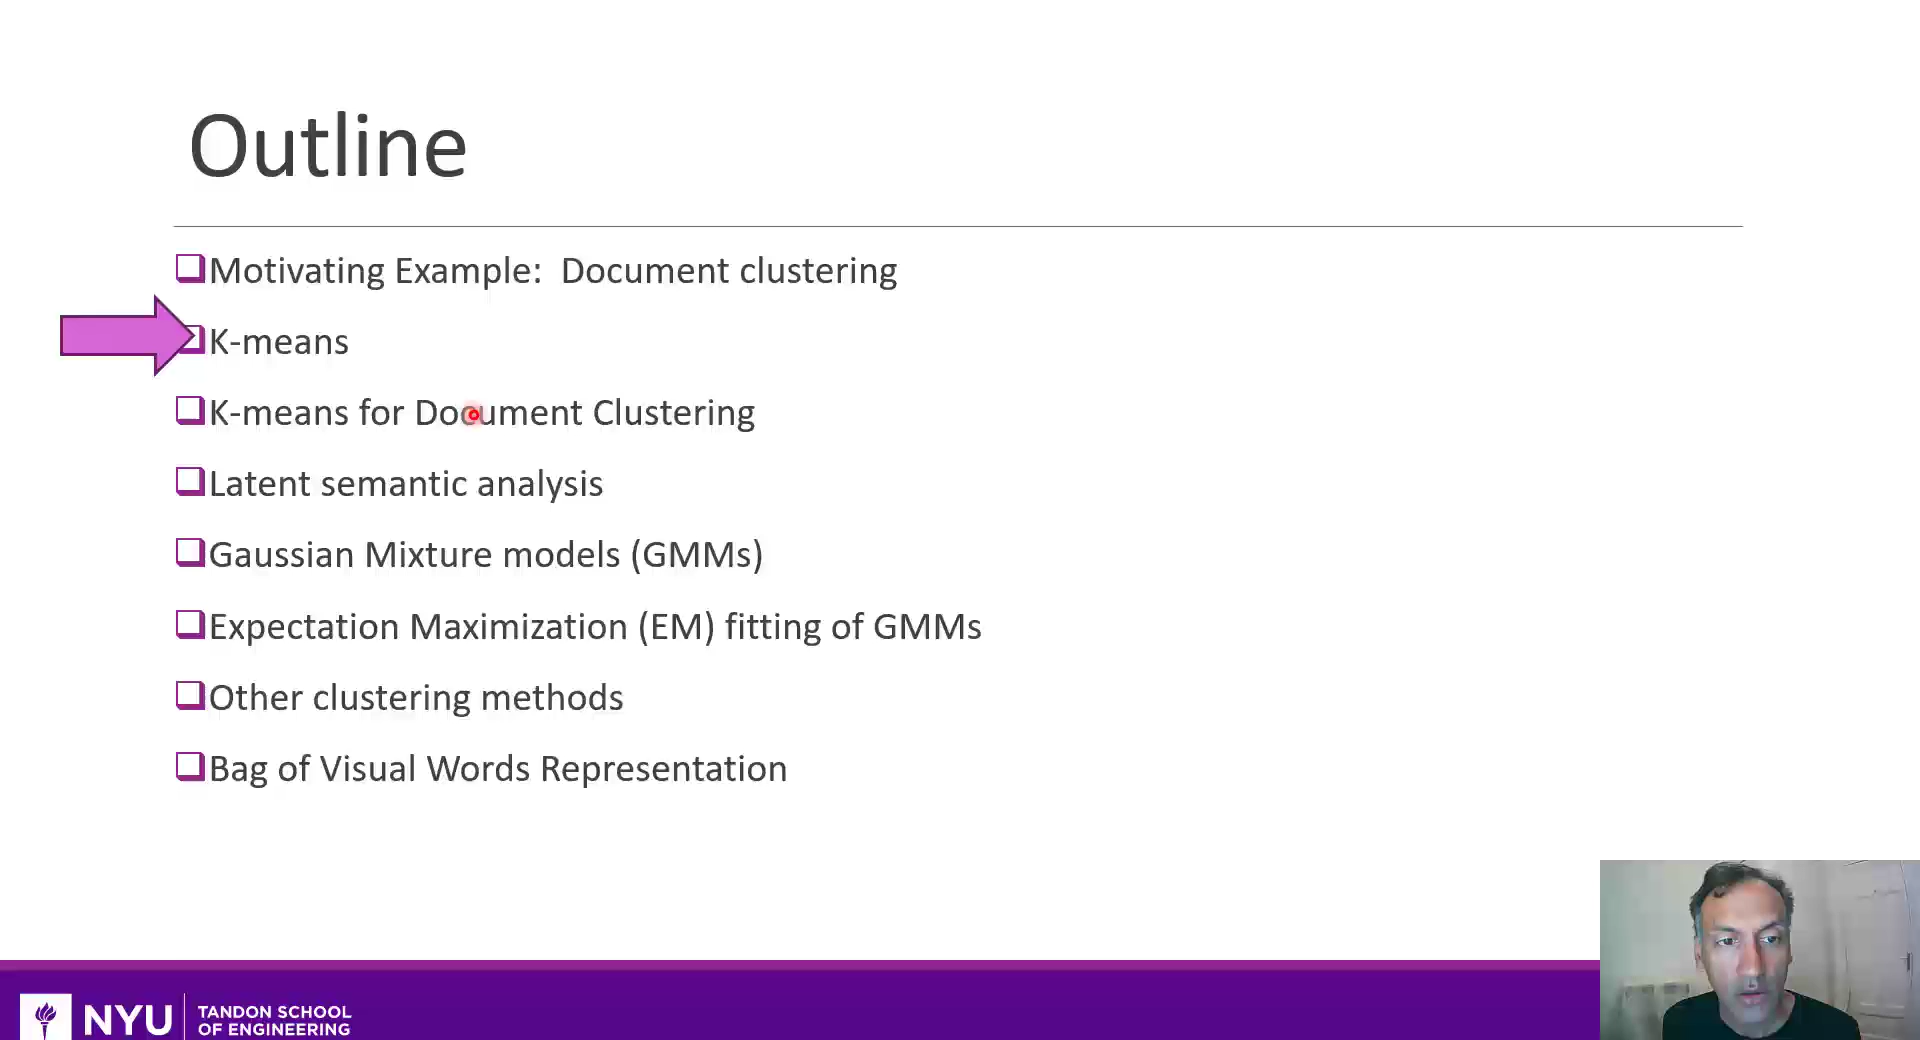 Outline
Motivating Example: Document clustering
K-means
K-means for Document Clustering
Latent semantic analysis
Gaussian Mixture models (GMMs)
Expectation Maximization (EM) fitting of GMMs
Other clustering methods
Bag of Visual Words Representation
NYU
TANDON SCHOOL
OF ENGINEERING